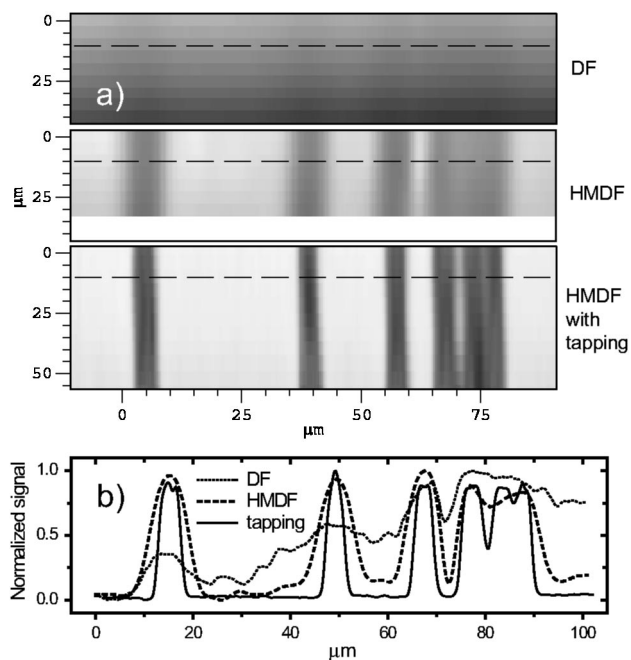 0
25
a)
DF
0
25
μm
HMDF
0
25
50
HMDF
with
tapping
0 25 50 75
μm
b)
DF
HMDF
tapping
Normalized signal
1.0
0.5
0.0
0 20 40 60 80 100
μm